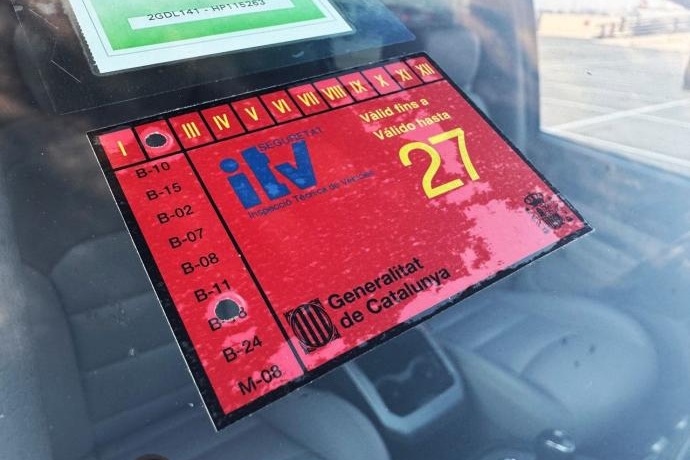 2GDL141 - HP115263
I III IV V VI VII VIII IX X XI XII
B-10
B-15
B-02
B-07
B-08
B-11
B-24
M-08
SEGURETAT
itv
Inspecció Tècnica de Vehicles
Vàlid fins a
Válido hasta
27
Generalitat
de Catalunya